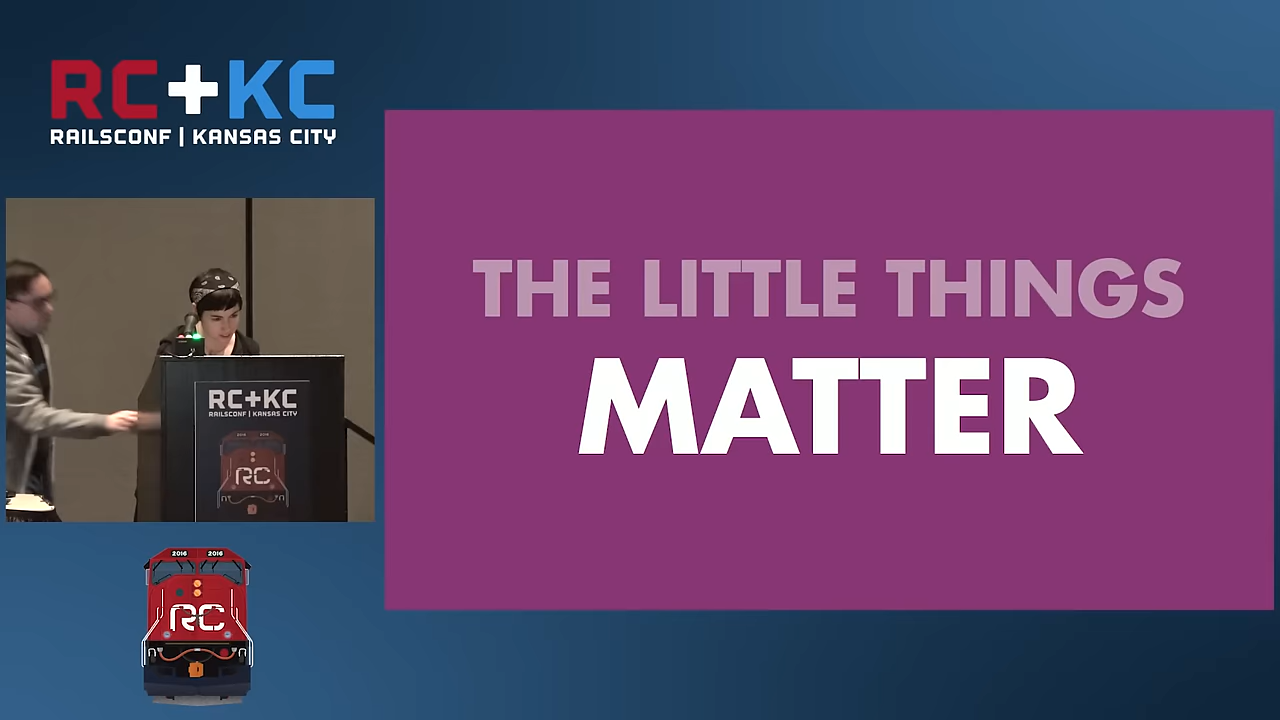 RC+KC
RAILSCONF | KANSAS CITY
THE LITTLE THINGS
MATTER
RC+KC
RAILSCONF | KANSAS CITY
RC
2016 2016
RC